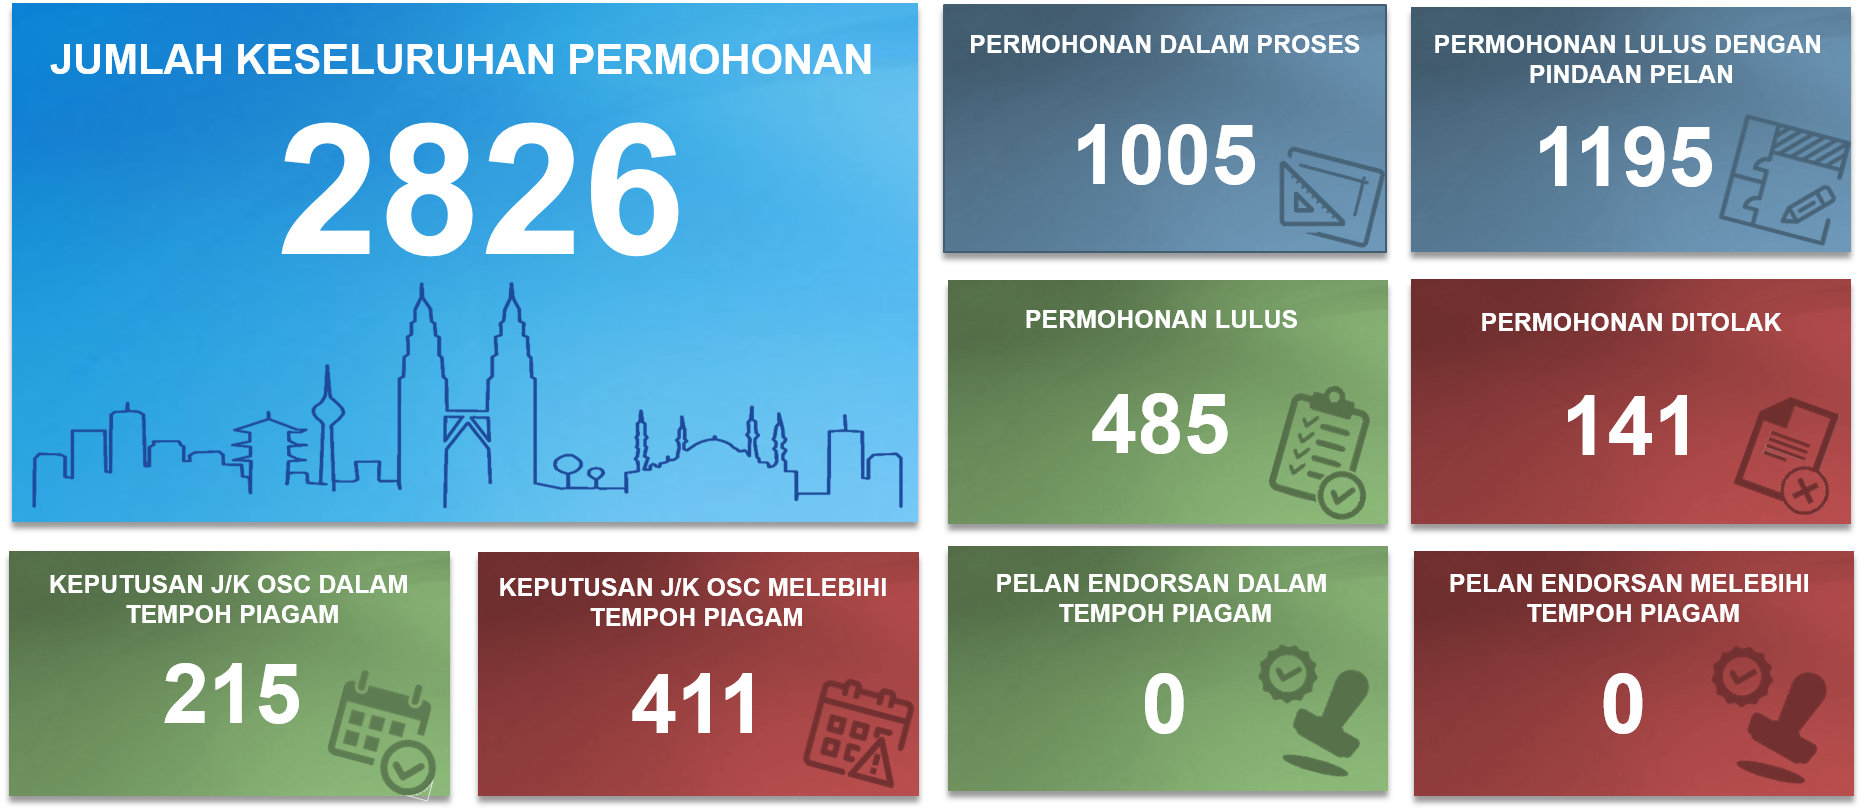 JUMLAH KESELURUHAN PERMOHONAN
2826
PERMOHONAN DALAM PROSES
1005
PERMOHONAN LULUS DENGAN
PINDAAN PELAN
1195
PERMOHONAN LULUS
485
PERMOHONAN DITOLAK
141
KEPUTUSAN J/K OSC DALAM
TEMPOH PIAGAM
215
KEPUTUSAN J/K OSC MELEBIHI
TEMPOH PIAGAM
411
PELAN ENDORSAN DALAM
TEMPOH PIAGAM
0
PELAN ENDORSAN MELEBIHI
TEMPOH PIAGAM
0